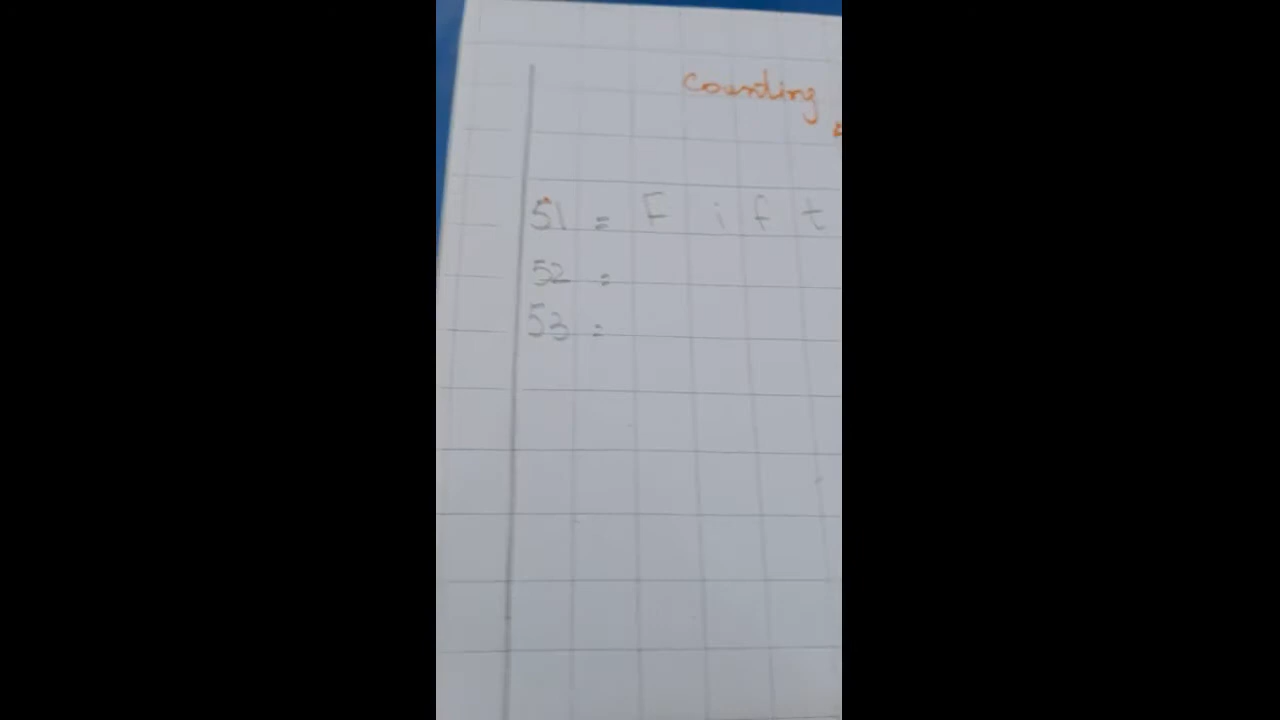 Counting
51 = F i f t
52 =
53 =